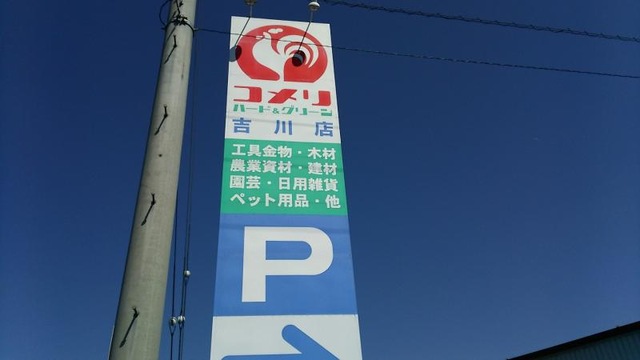 コメリ
ハード&グリーン
吉川店
工具金物・木材
農業資材・建材
園芸・日用雑貨
ペット用品・他
P